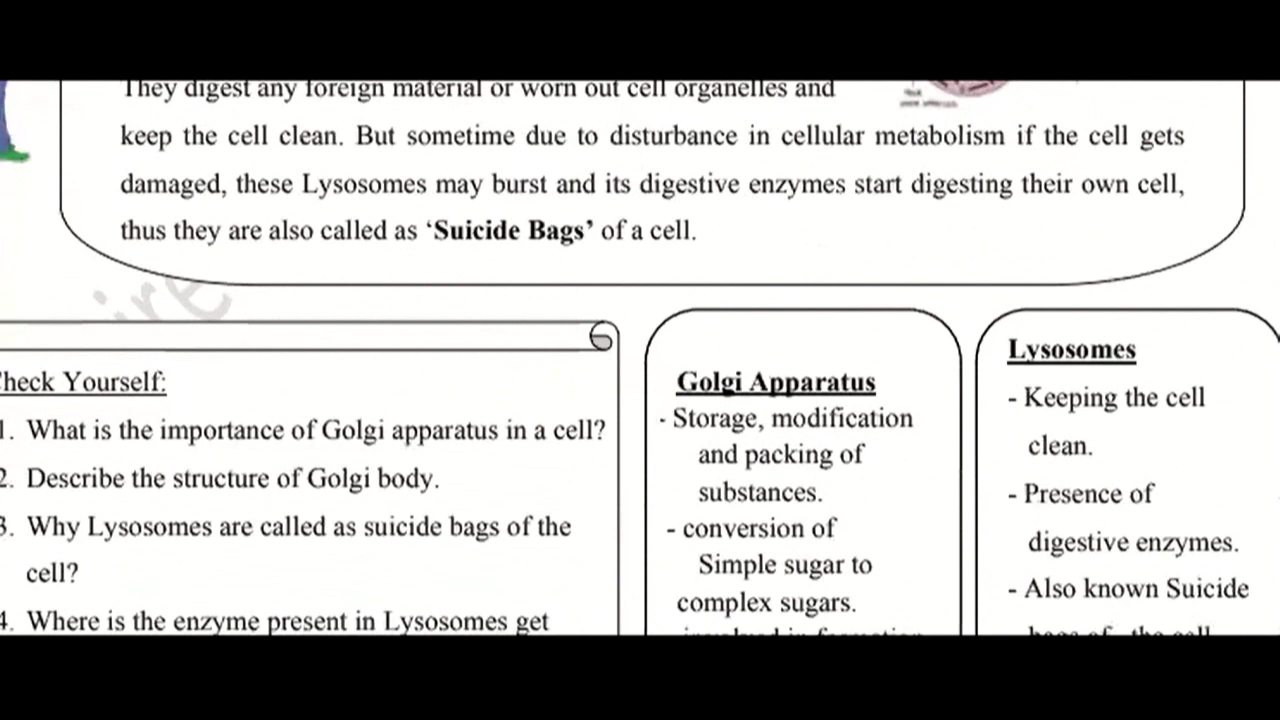 They digest any foreign material or worn out cell organelles and
keep the cell clean. But sometime due to disturbance in cellular metabolism if the cell gets
damaged, these Lysosomes may burst and its digestive enzymes start digesting their own cell,
thus they are also called as ‘Suicide Bags’ of a cell.
Check Yourself:
1. What is the importance of Golgi apparatus in a cell?
2. Describe the structure of Golgi body.
3. Why Lysosomes are called as suicide bags of the
cell?
4. Where is the enzyme present in Lysosomes get
Golgi Apparatus
- Storage, modification
and packing of
substances.
- conversion of
Simple sugar to
complex sugars.
Lysosomes
- Keeping the cell
clean.
- Presence of
digestive enzymes.
- Also known Suicide